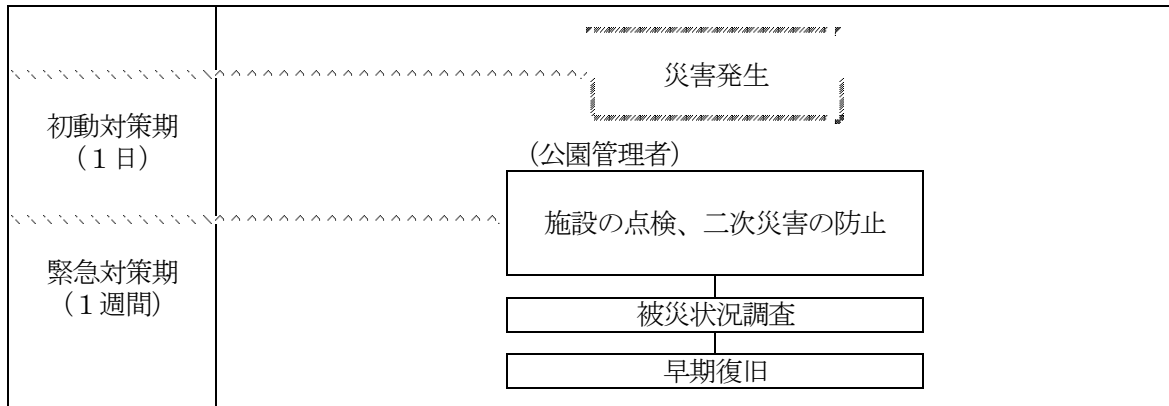 災害発生
初動対策期
（１日）
（公園管理者）
施設の点検、二次災害の防止
緊急対策期
（１週間）
被災状況調査
早期復旧